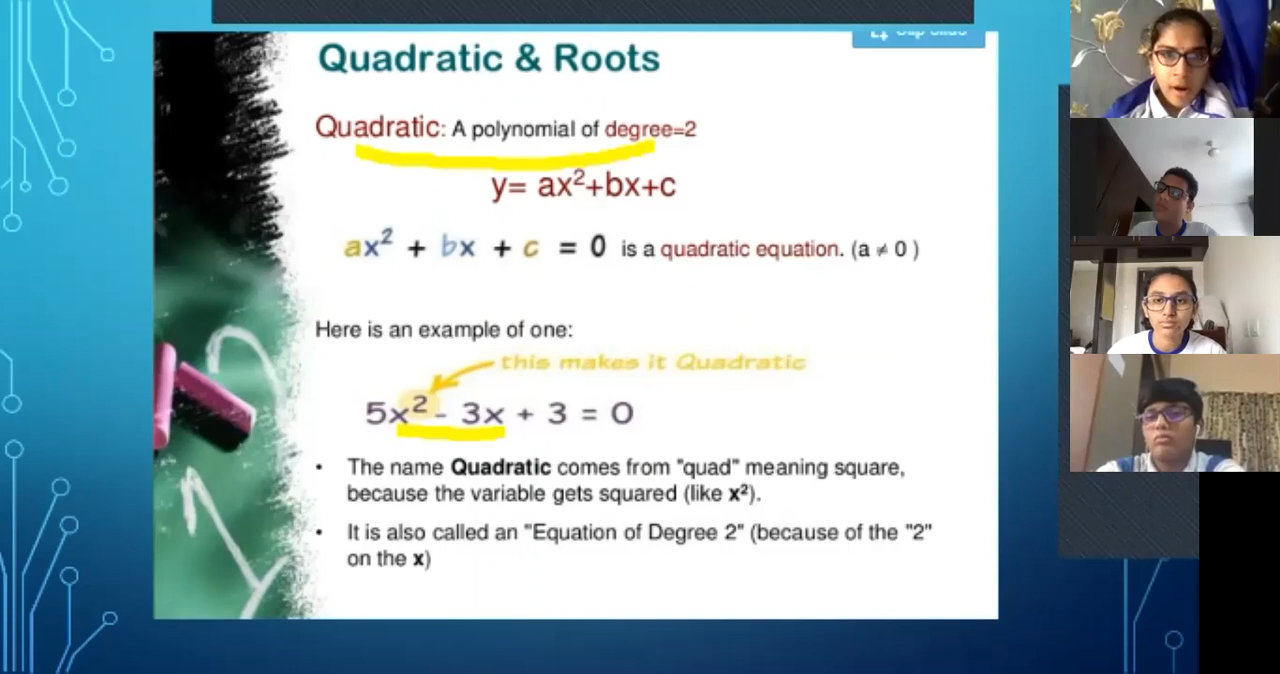 Clip slide
Quadratic & Roots
Quadratic: A polynomial of degree=2
y= ax²+bx+c
ax² + bx + c = 0 is a quadratic equation. (a ≠ 0 )
Here is an example of one:
this makes it Quadratic
5x² - 3x + 3 = 0
• The name Quadratic comes from "quad" meaning square,
because the variable gets squared (like x²).
• It is also called an "Equation of Degree 2" (because of the "2"
on the x)